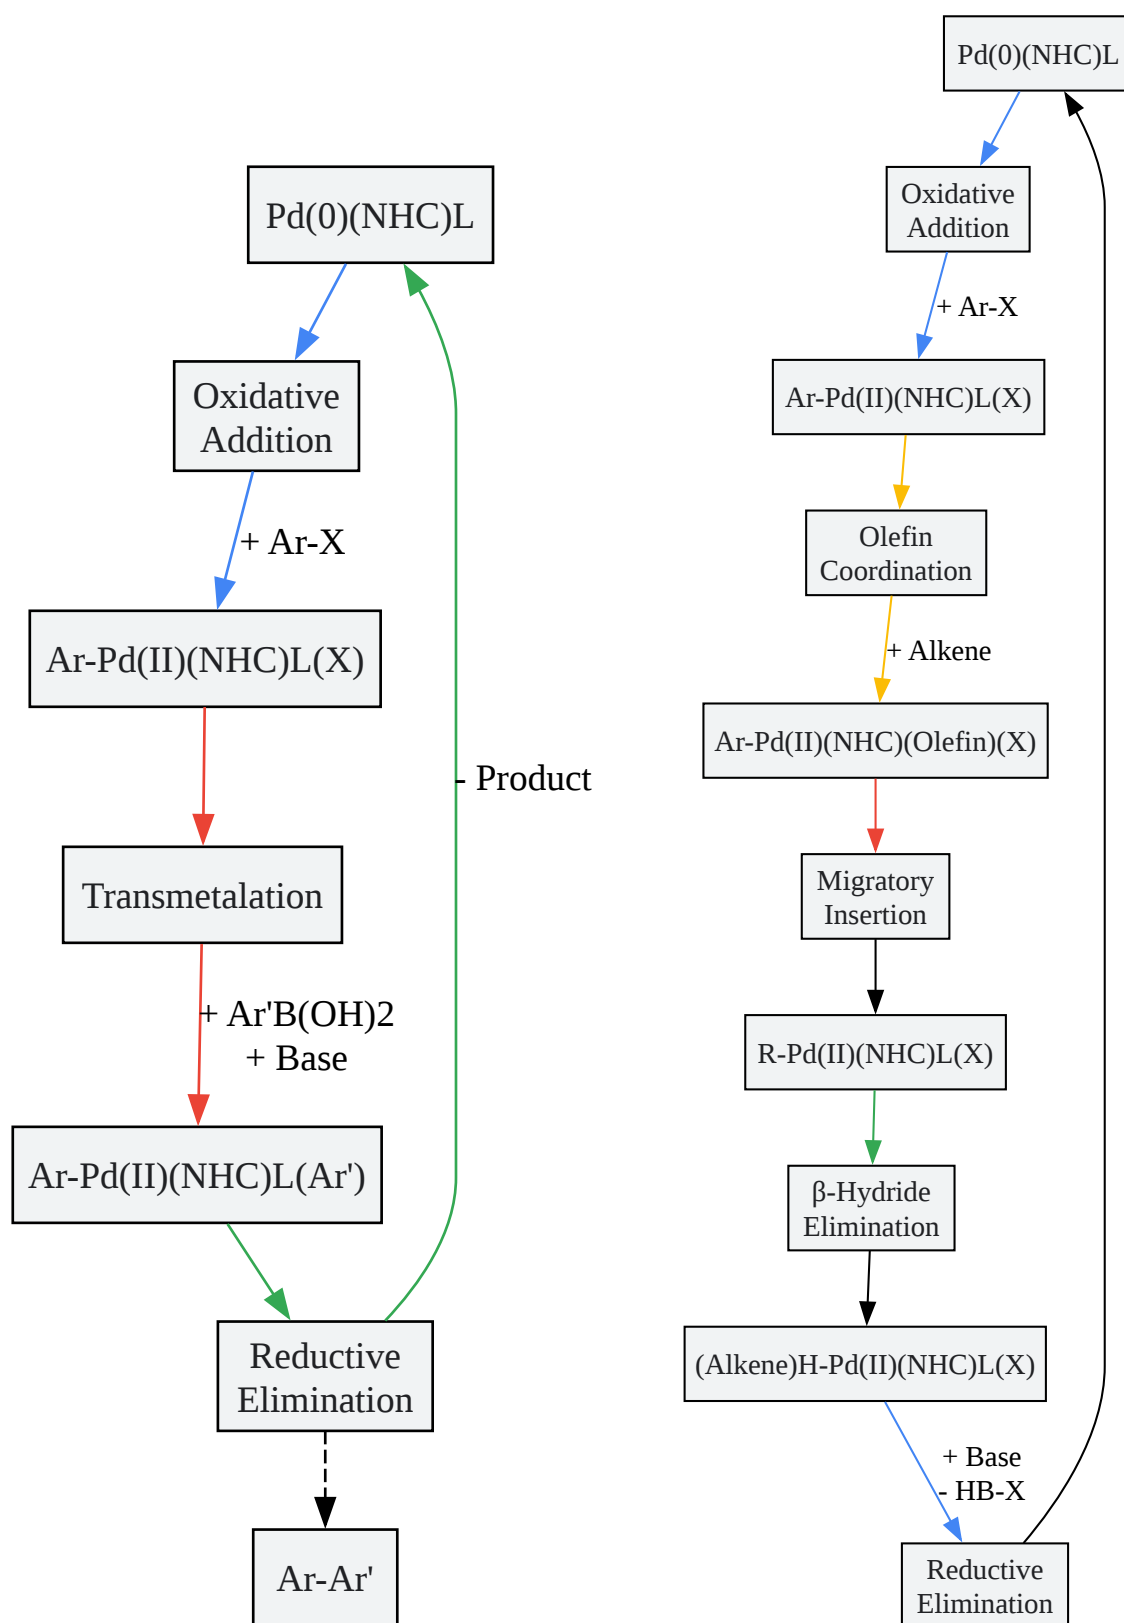 Pd(0)(NHC)L
Oxidative
Addition
+ Ar-X
Ar-Pd(II)(NHC)L(X)
Transmetalation
+ Ar'B(OH)2
+ Base
Ar-Pd(II)(NHC)L(Ar')
- Product
Reductive
Elimination
Ar-Ar'
Pd(0)(NHC)L
Oxidative
Addition
+ Ar-X
Ar-Pd(II)(NHC)L(X)
Olefin
Coordination
+ Alkene
Ar-Pd(II)(NHC)(Olefin)(X)
Migratory
Insertion
R-Pd(II)(NHC)L(X)
β-Hydride
Elimination
(Alkene)H-Pd(II)(NHC)L(X)
+ Base
- HB-X
Reductive
Elimination